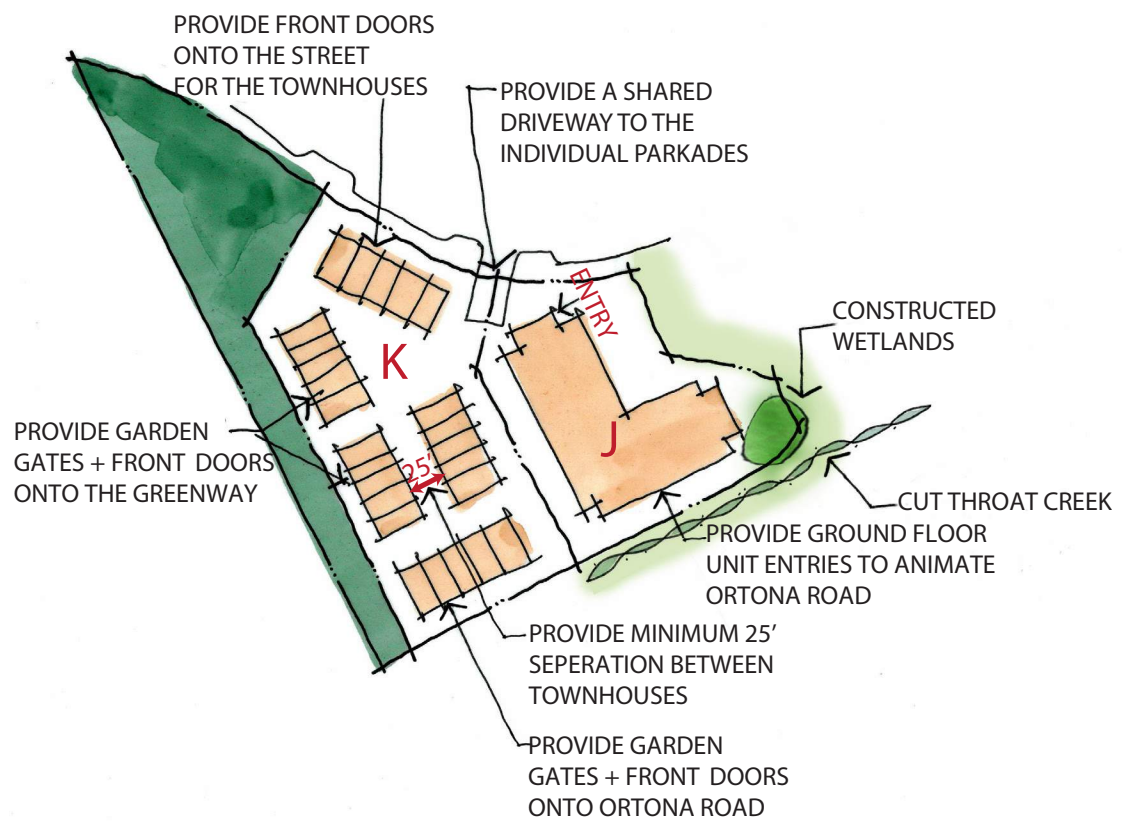 PROVIDE FRONT DOORS
ONTO THE STREET
FOR THE TOWNHOUSES
PROVIDE A SHARED
DRIVEWAY TO THE
INDIVIDUAL PARKADES
ENTRY
CONSTRUCTED
WETLANDS
K
J
PROVIDE GARDEN
GATES + FRONT DOORS
ONTO THE GREENWAY
25'
CUT THROAT CREEK
PROVIDE GROUND FLOOR
UNIT ENTRIES TO ANIMATE
ORTONA ROAD
PROVIDE MINIMUM 25'
SEPERATION BETWEEN
TOWNHOUSES
PROVIDE GARDEN
GATES + FRONT DOORS
ONTO ORTONA ROAD